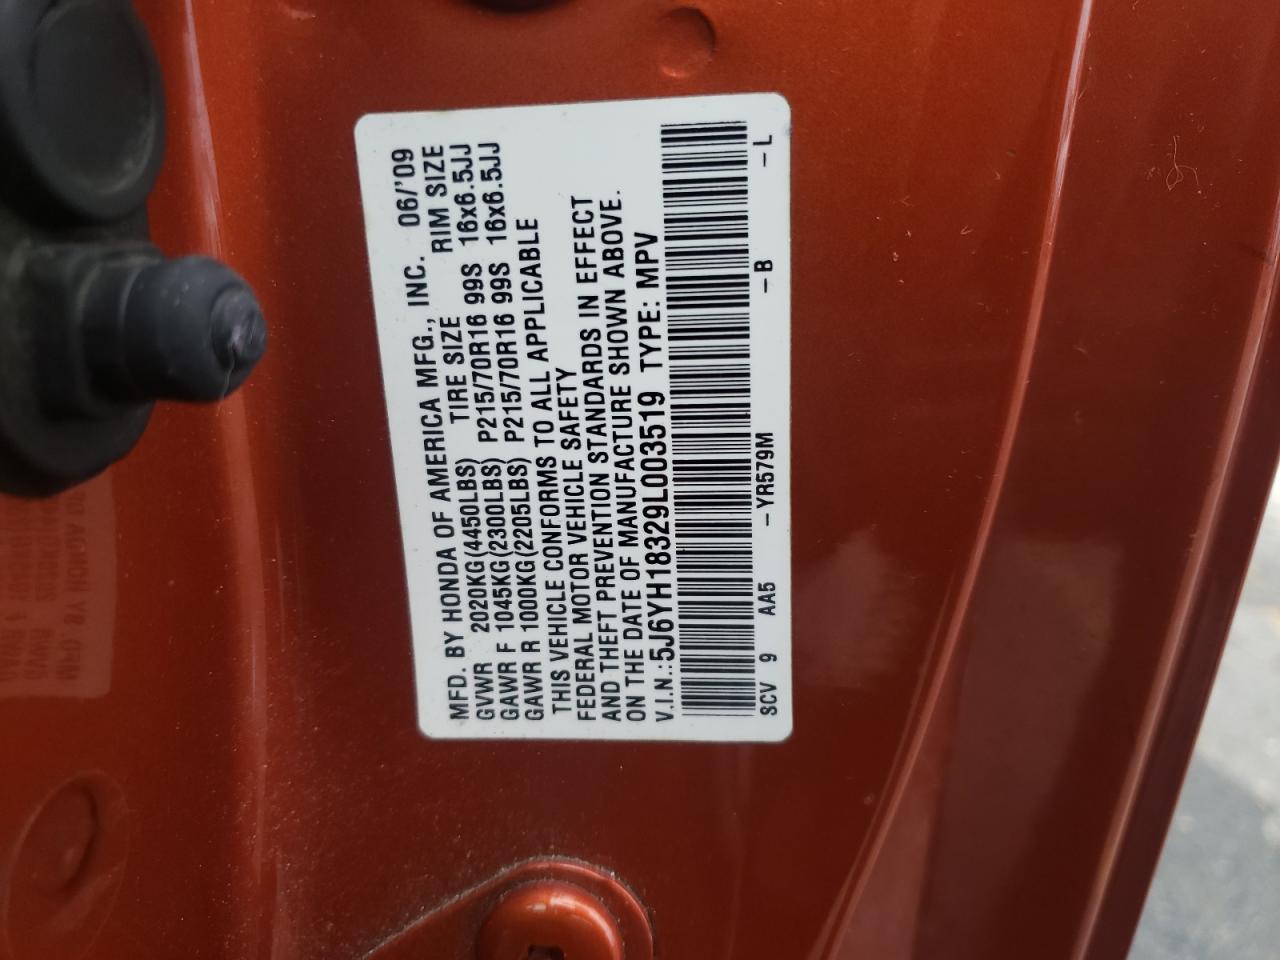 MFD. BY HONDA OF AMERICA MFG., INC. 06/'09
TIRE SIZE RIM SIZE
GVWR 2020KG(4450LBS)
GAWR F 1045KG(2300LBS) P215/70R16 99S 16x6.5JJ
GAWR R 1000KG(2205LBS) P215/70R16 99S 16x6.5JJ
THIS VEHICLE CONFORMS TO ALL APPLICABLE
FEDERAL MOTOR VEHICLE SAFETY
AND THEFT PREVENTION STANDARDS IN EFFECT
ON THE DATE OF MANUFACTURE SHOWN ABOVE.
V.I.N.:5J6YH18329L003519 TYPE: MPV
SCV 9 AA5 -YR579M -B -L